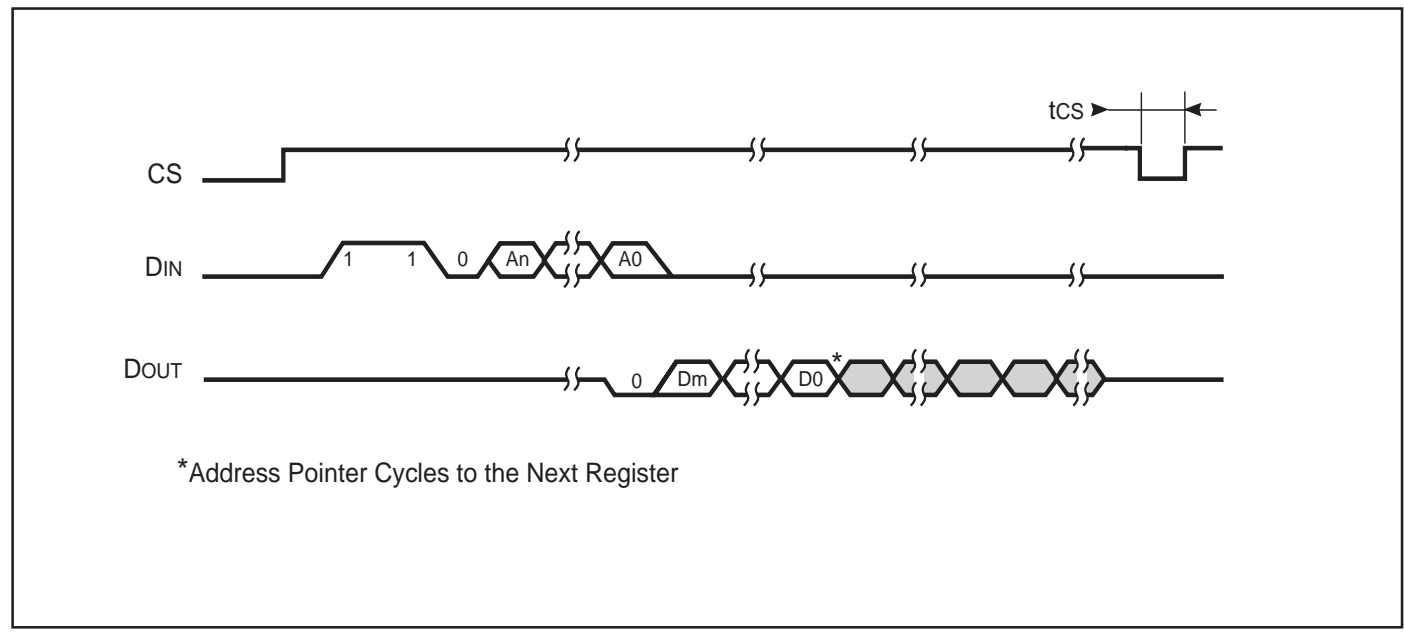 tCS
CS
DIN 1 1 0 An A0
DOUT 0 Dm D0 *
*Address Pointer Cycles to the Next Register